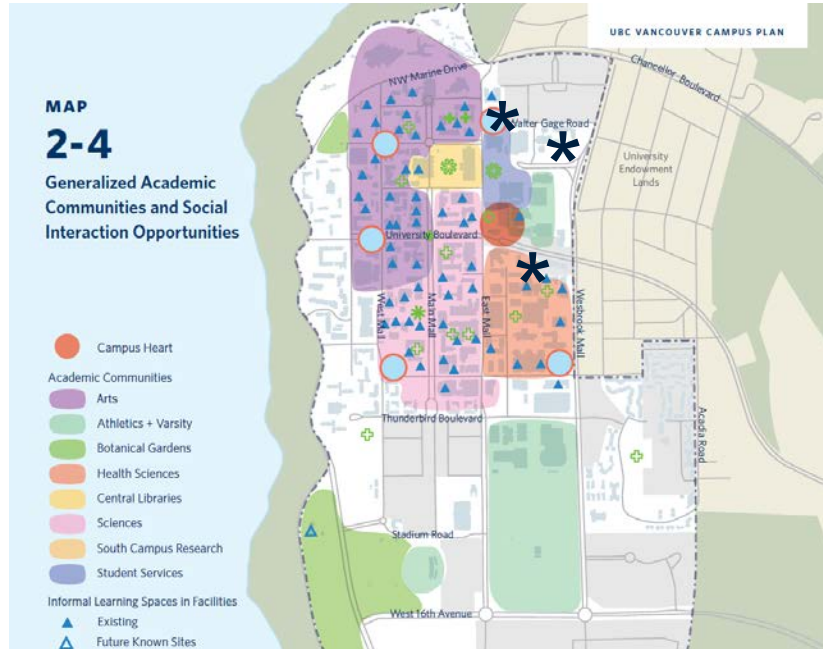 UBC VANCOUVER CAMPUS PLAN
MAP
2-4
Generalized Academic
Communities and Social
Interaction Opportunities
Campus Heart
Academic Communities
Arts
Athletics + Varsity
Botanical Gardens
Health Sciences
Central Libraries
Sciences
South Campus Research
Student Services
Informal Learning Spaces in Facilities
Existing
Future Known Sites
NW Marine Drive
Chancellor Boulevard
Walter Gage Road
University
Endowment
Lands
University Boulevard
West Mall
Main Mall
East Mall
Wesbrook Mall
Thunderbird Boulevard
Acadia Road
Stadium Road
West 16th Avenue